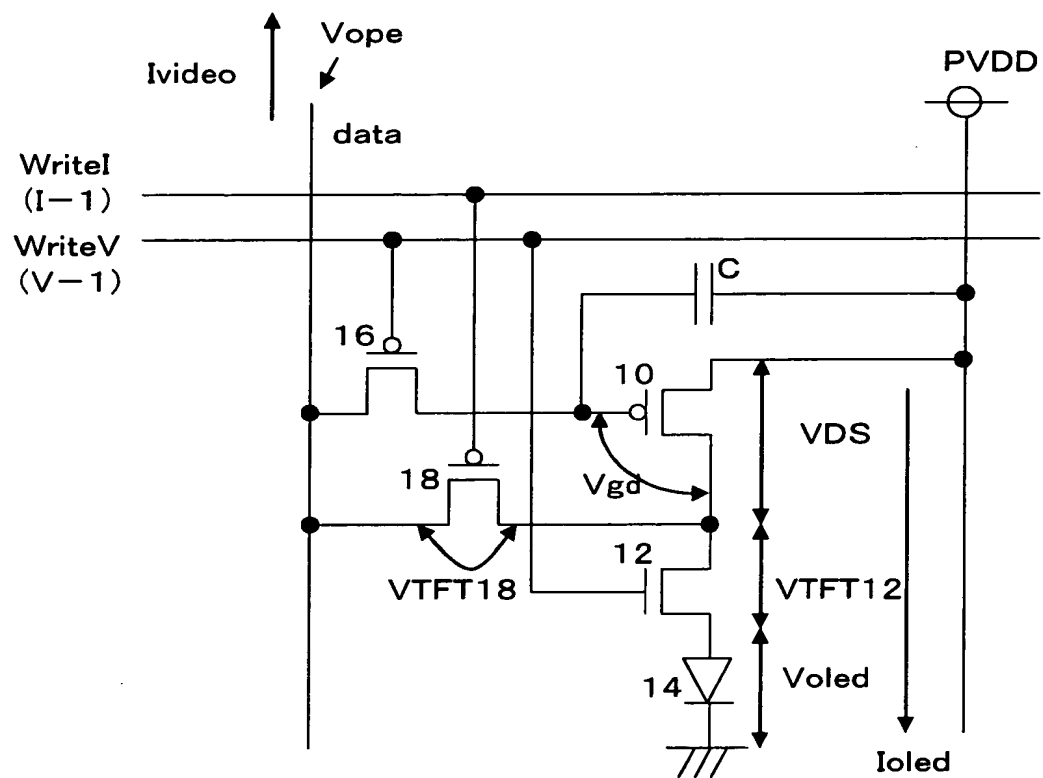 Vope
Ivideo
PVDD
data
WriteI
(I−1)
WriteV
(V−1)
C
16
10
VDS
18
Vgd
12
VTFT18
VTFT12
14
Voled
Ioled